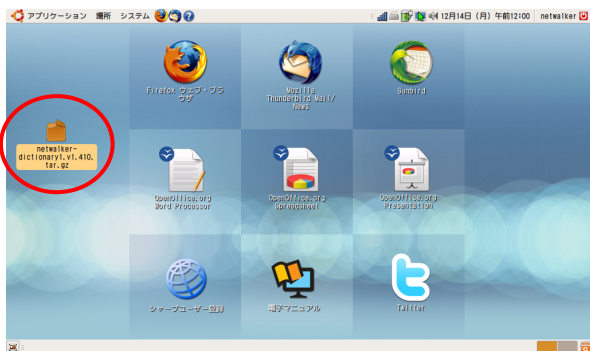 アプリケーション 場所 システム
12月14日（月）午前12:00 netwalker
Firefox ウェブ・ブラ
ウザ
Mozilla
Thunderbird Mail/
News
Sunbird
netwalker-
dictionary1.v1.410.
tar.gz
OpenOffice.org
Word Processor
OpenOffice.org
Spreadsheet
OpenOffice.org
Presentation
シャープユーザー登録
電子マニュアル
Twitter